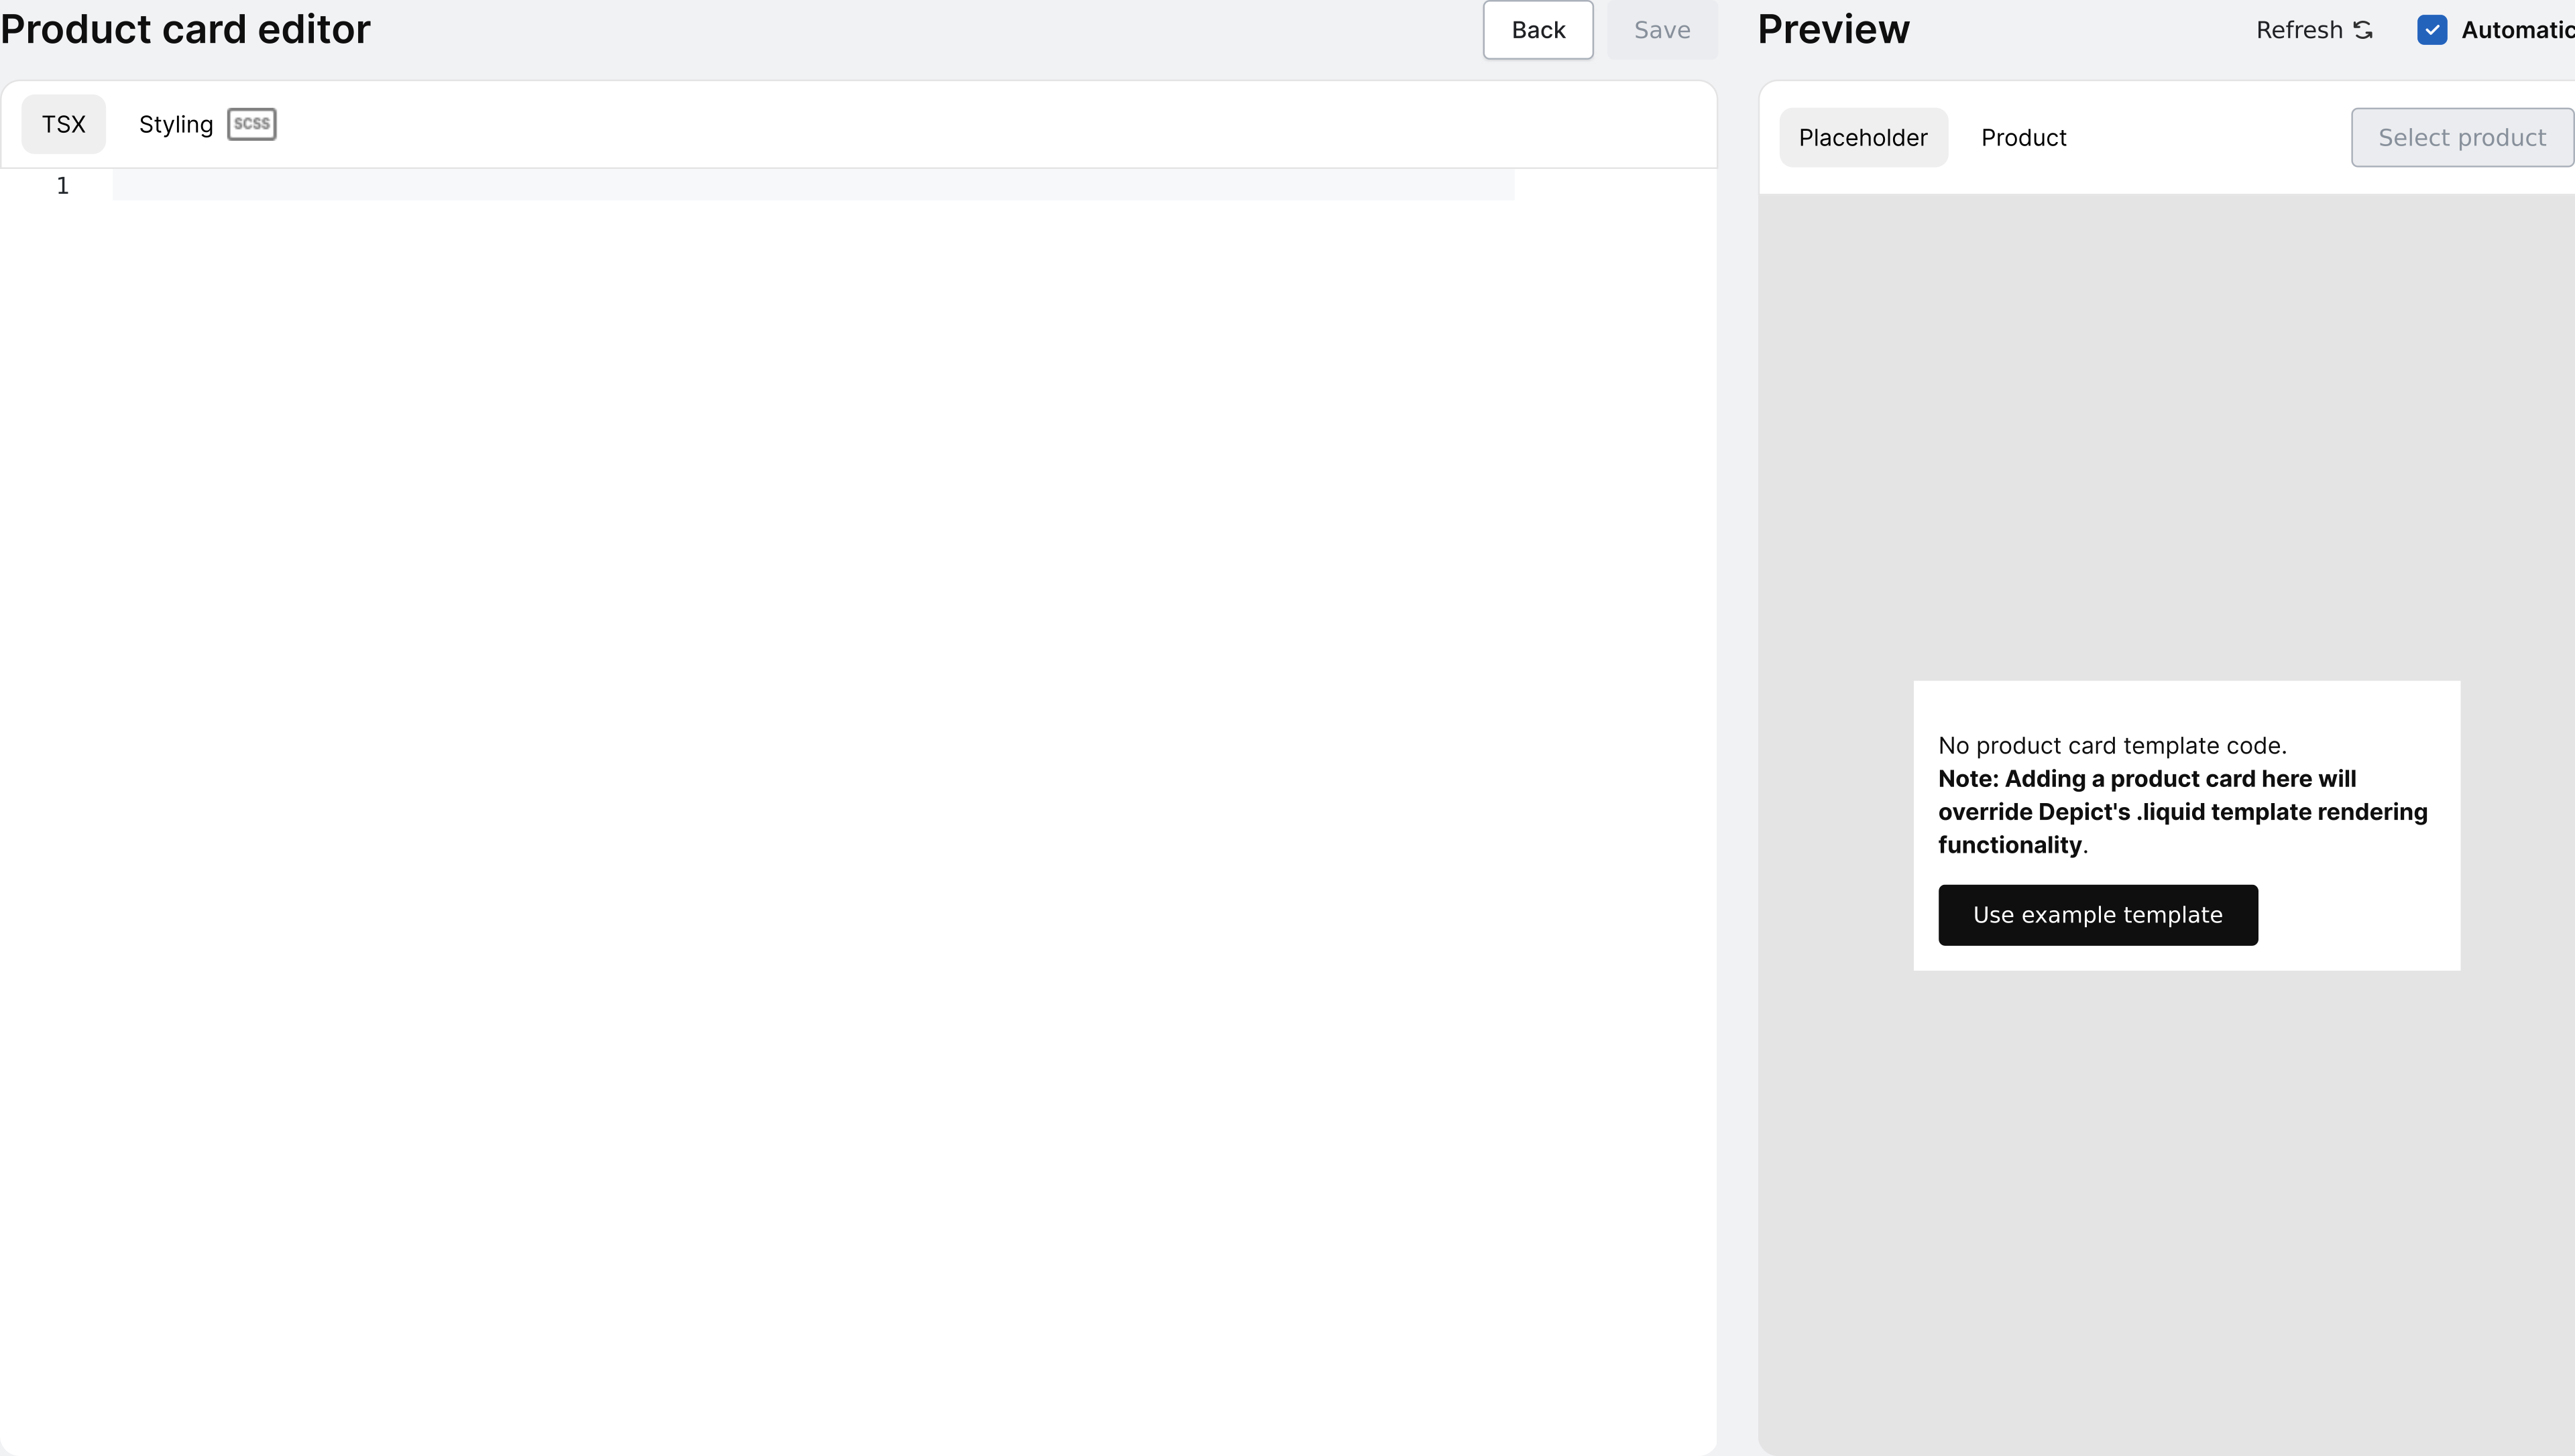 Product card editor
Back
Save
Preview
Refresh
Automatic
TSX
Styling
SCSS
Placeholder
Product
Select product
1
No product card template code.
Note: Adding a product card here will
override Depict's .liquid template rendering
functionality.
Use example template